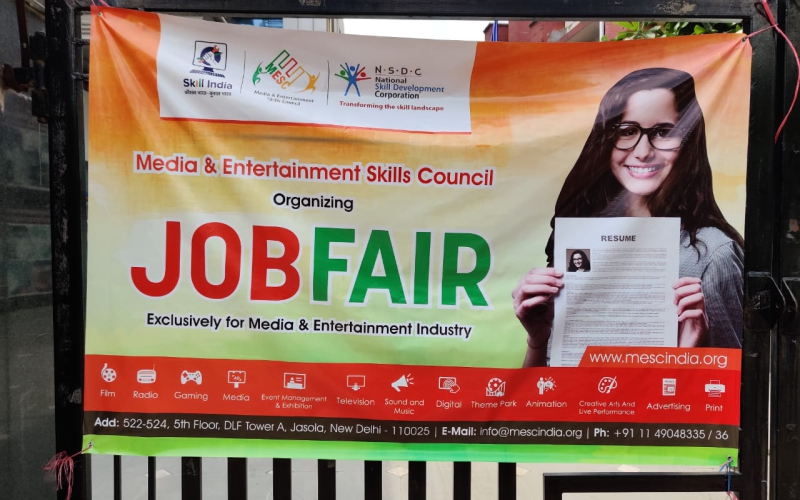 Skill India
कौशल भारत - कुशल भारत
MESC
Media & Entertainment
Skills Council
N·S·D·C
National
Skill Development
Corporation
Transforming the skill landscape
Media & Entertainment Skills Council
Organizing
JOBFAIR
Exclusively for Media & Entertainment Industry
RESUME
www.mescindia.org
Film
Radio
Gaming
Media
Event Management
& Exhibition
Television
Sound and
Music
Digital
Theme Park
Animation
Creative Arts And
Live Performance
Advertising
Print
Add: 522-524, 5th Floor, DLF Tower A, Jasola, New Delhi - 110025 | E-Mail: info@mescindia.org | Ph: +91 11 49048335 / 36